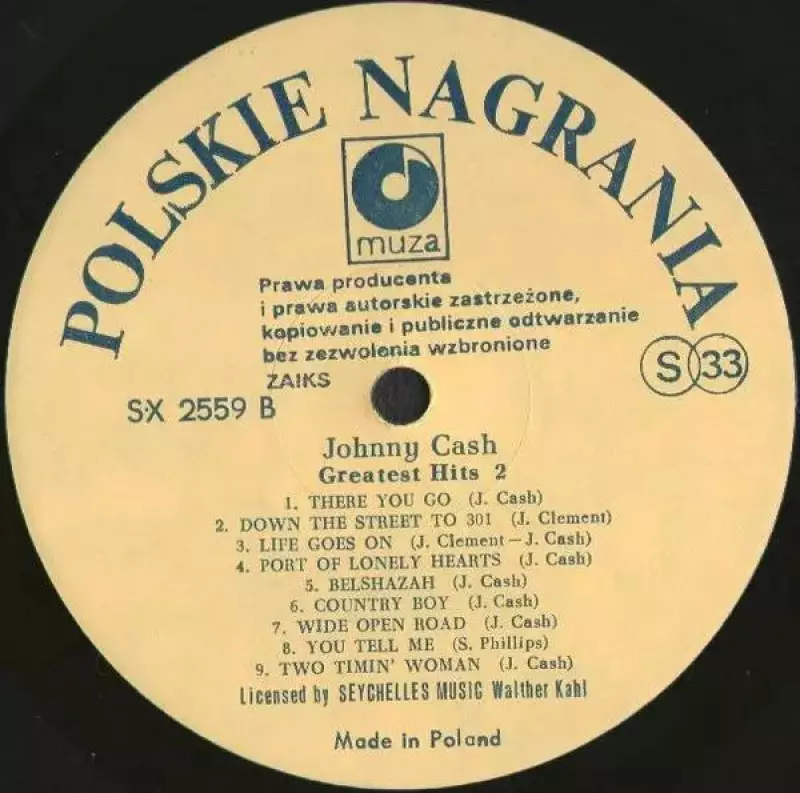 POLSKIE NAGRANIA
muza
Prawa producenta
i prawa autorskie zastrzeżone,
kopiowanie i publiczne odtwarzanie
bez zezwolenia wzbronione
ZAIKS
S 33
SX 2559 B
Johnny Cash
Greatest Hits 2
1. THERE YOU GO (J. Cash)
2. DOWN THE STREET TO 301 (J. Clement)
3. LIFE GOES ON (J. Clement – J. Cash)
4. PORT OF LONELY HEARTS (J. Cash)
5. BELSHAZAH (J. Cash)
6. COUNTRY BOY (J. Cash)
7. WIDE OPEN ROAD (J. Cash)
8. YOU TELL ME (S. Phillips)
9. TWO TIMIN' WOMAN (J. Cash)
Licensed by SEYCHELLES MUSIC Walther Kahl
Made in Poland